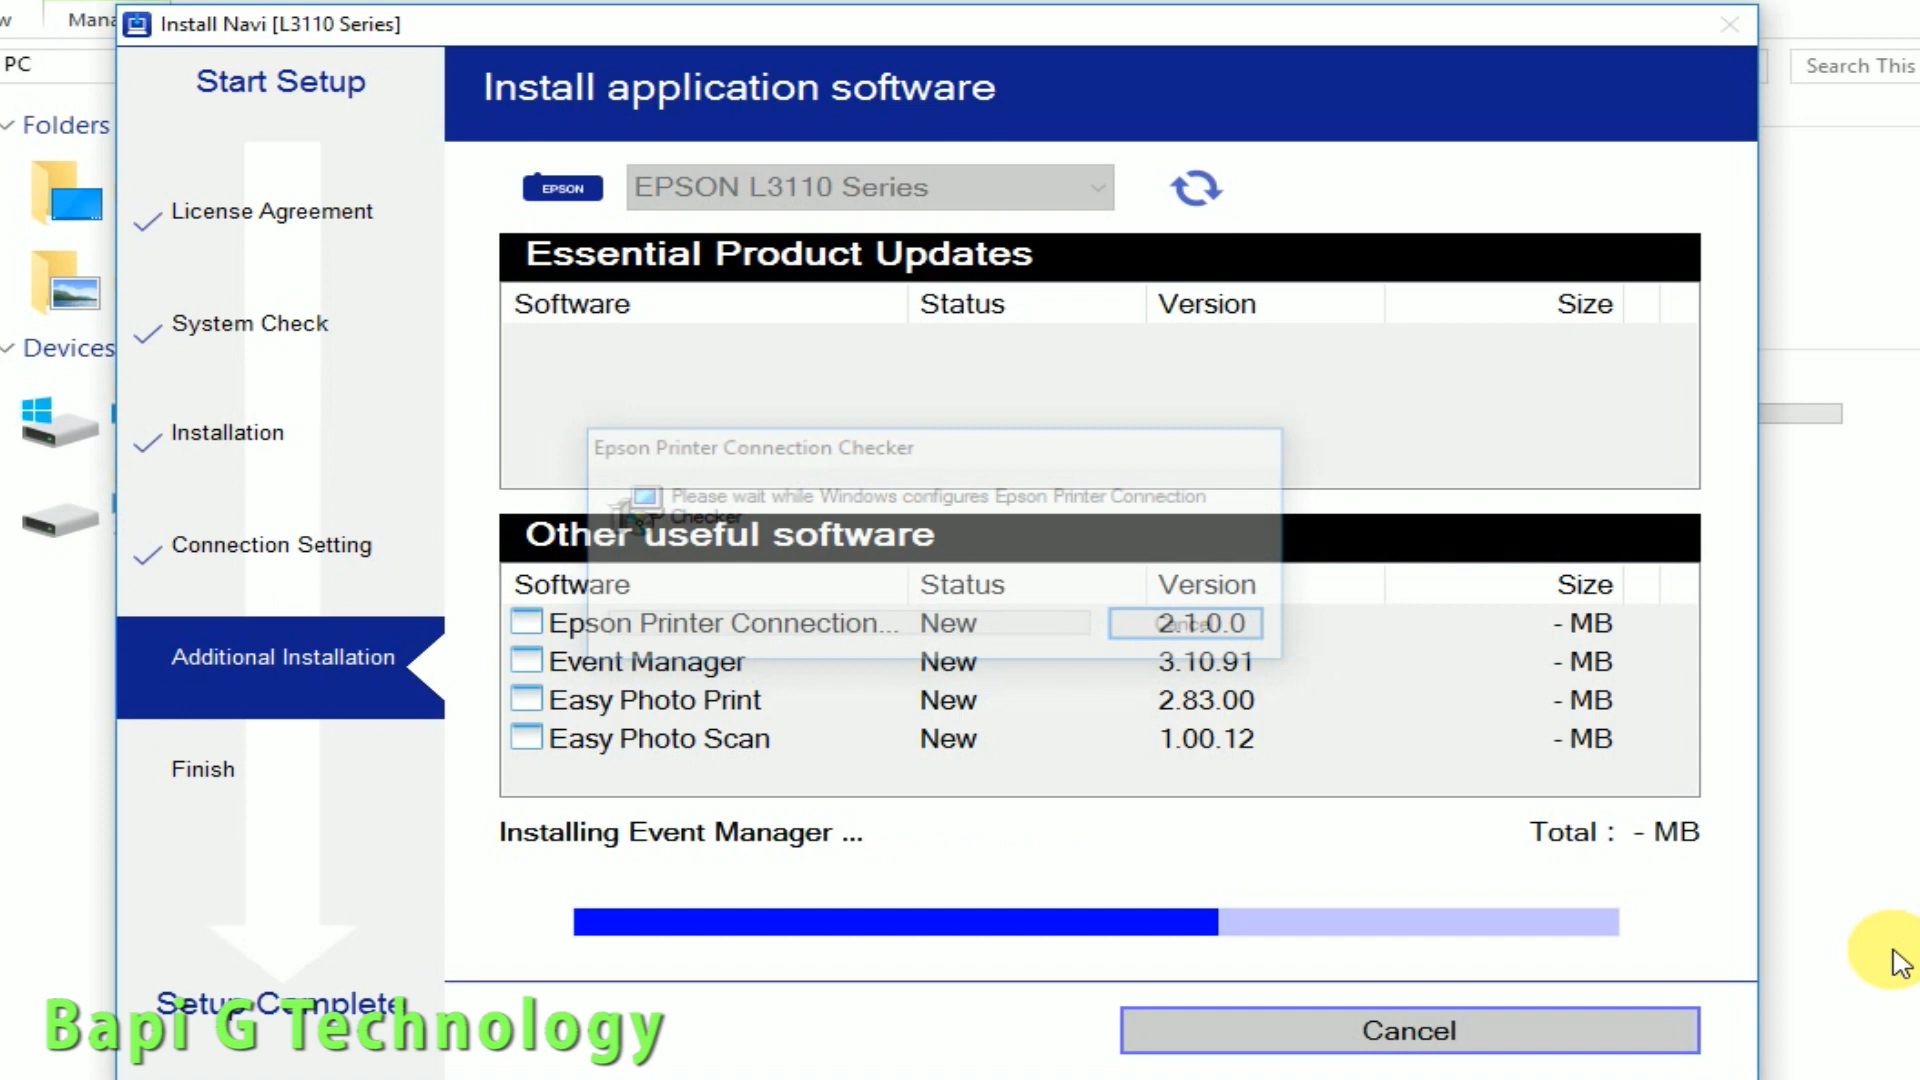 w
Mana
Install Navi [L3110 Series]
PC
Search This
Start Setup
Install application software
Folders
EPSON
EPSON L3110 Series
License Agreement
Essential Product Updates
Software Status Version Size
System Check
Devices
Installation
Epson Printer Connection Checker
Please wait while Windows configures Epson Printer Connection
Checker
Other useful software
Connection Setting
Software Status Version Size
Epson Printer Connection... New 2.1.0.0 - MB
Cancel
Event Manager New 3.10.91 - MB
Additional Installation
Easy Photo Print New 2.83.00 - MB
Easy Photo Scan New 1.00.12 - MB
Finish
Installing Event Manager ...
Total : - MB
Setup Complete
Bapi G Technology
Cancel